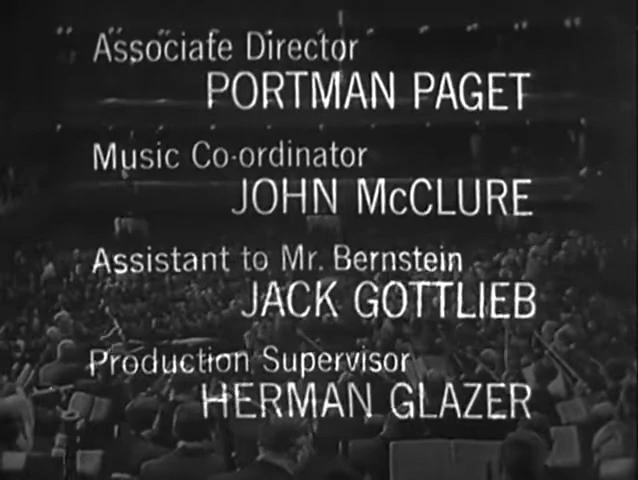 Associate Director
PORTMAN PAGET
Music Co-ordinator
JOHN McCLURE
Assistant to Mr. Bernstein
JACK GOTTLIEB
Production Supervisor
HERMAN GLAZER